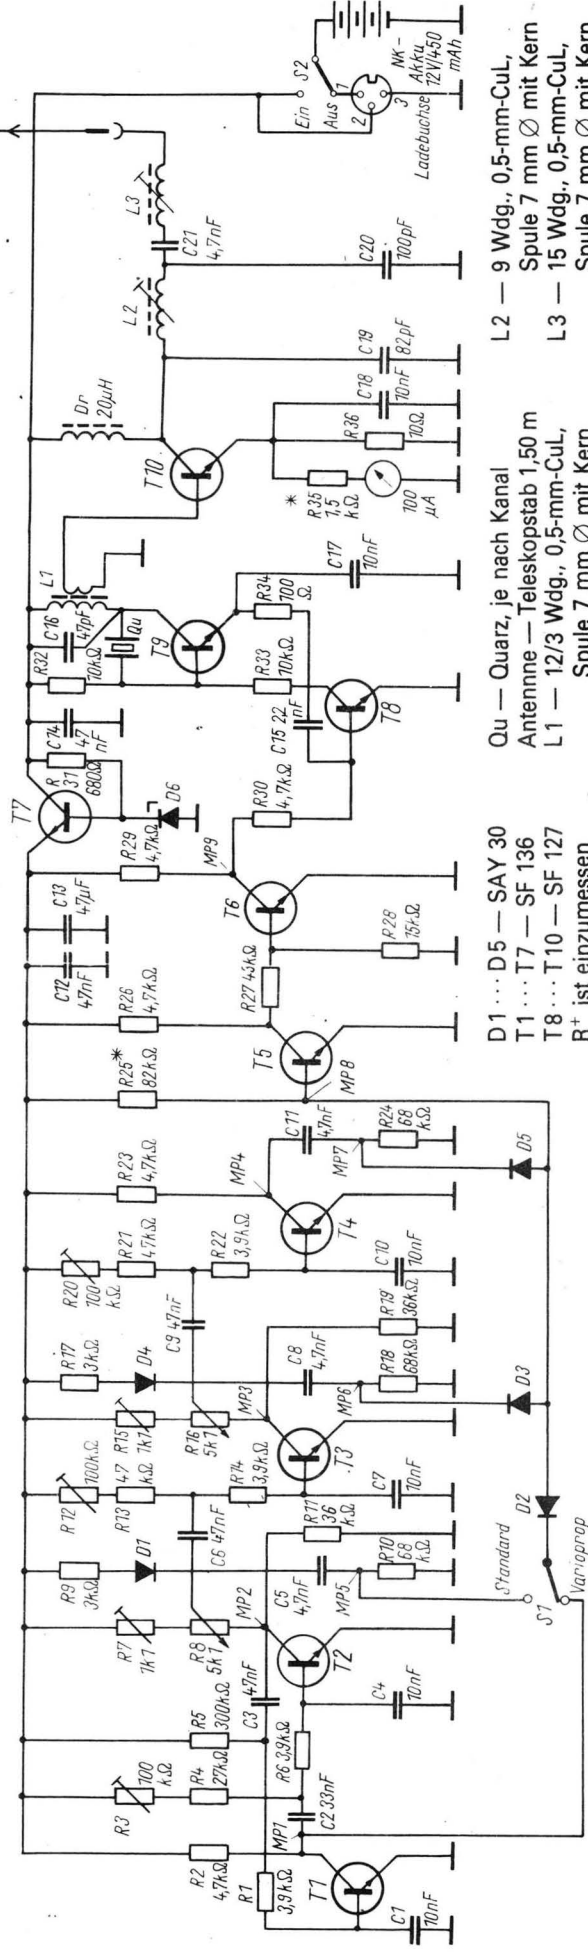 R1
3,9kΩ
C1
10nF
T1
R2
4,7kΩ
MP1
C2 33nF
R3
100
kΩ
R4
27kΩ
R5
300kΩ
C3
47nF
R6 3,9kΩ
C4
10nF
T2
MP2
R7
1k1
R8
5k1
R9
3kΩ
D1
C5
4,7nF
MP5
R10
68
kΩ
R11
36
kΩ
C6 47nF
R12
100kΩ
R13
47
kΩ
R14
3,9kΩ
C7
10nF
T3
MP3
R15
1k1
R16
5k1
R17
3kΩ
D4
C8
4,7nF
MP6
R18
68kΩ
R19
36kΩ
C9 47nF
R20
100
kΩ
R21
47kΩ
R22
3,9kΩ
C10
10nF
T4
MP4
R23
4,7kΩ
C11
4,7nF
MP7
R24
68
kΩ
D5
D3
D2
Standard
S1
Varioprop
R25*
82kΩ
MP8
T5
R26
4,7kΩ
R27 43kΩ
R28
15kΩ
C12
47nF
C13
47µF
T6
MP9
R29
4,7kΩ
R30
4,7kΩ
T7
R
31
680Ω
C14
47
nF
D6
R32
10kΩ
C16
47pF
Qu
L1
T9
R33
10kΩ
R34
100
Ω
C15 22
nF
T8
C17
10nF
T10
Dr
20µH
*
R35
1,5
kΩ
100
µA
R36
10Ω
C18
10nF
C19
82pF
L2
C21
4,7nF
L3
C20
100pF
S2
Ein
Aus
1
2
3
Ladebuchse
NK-
Akku
12V/450
mAh
D1 ··· D5 — SAY 30
T1 ··· T7 — SF 136
T8 ··· T10 — SF 127
R+ ist einzumessen
Qu — Quarz, je nach Kanal
Antennne — Teleskopstab 1,50 m
L1 — 12/3 Wdg., 0,5-mm-CuL,
Spule 7 mm Ø mit Kern
L2 — 9 Wdg., 0,5-mm-CuL,
Spule 7 mm Ø mit Kern
L3 — 15 Wdg., 0,5-mm-CuL,
Spule 7 mm Ø mit Kern